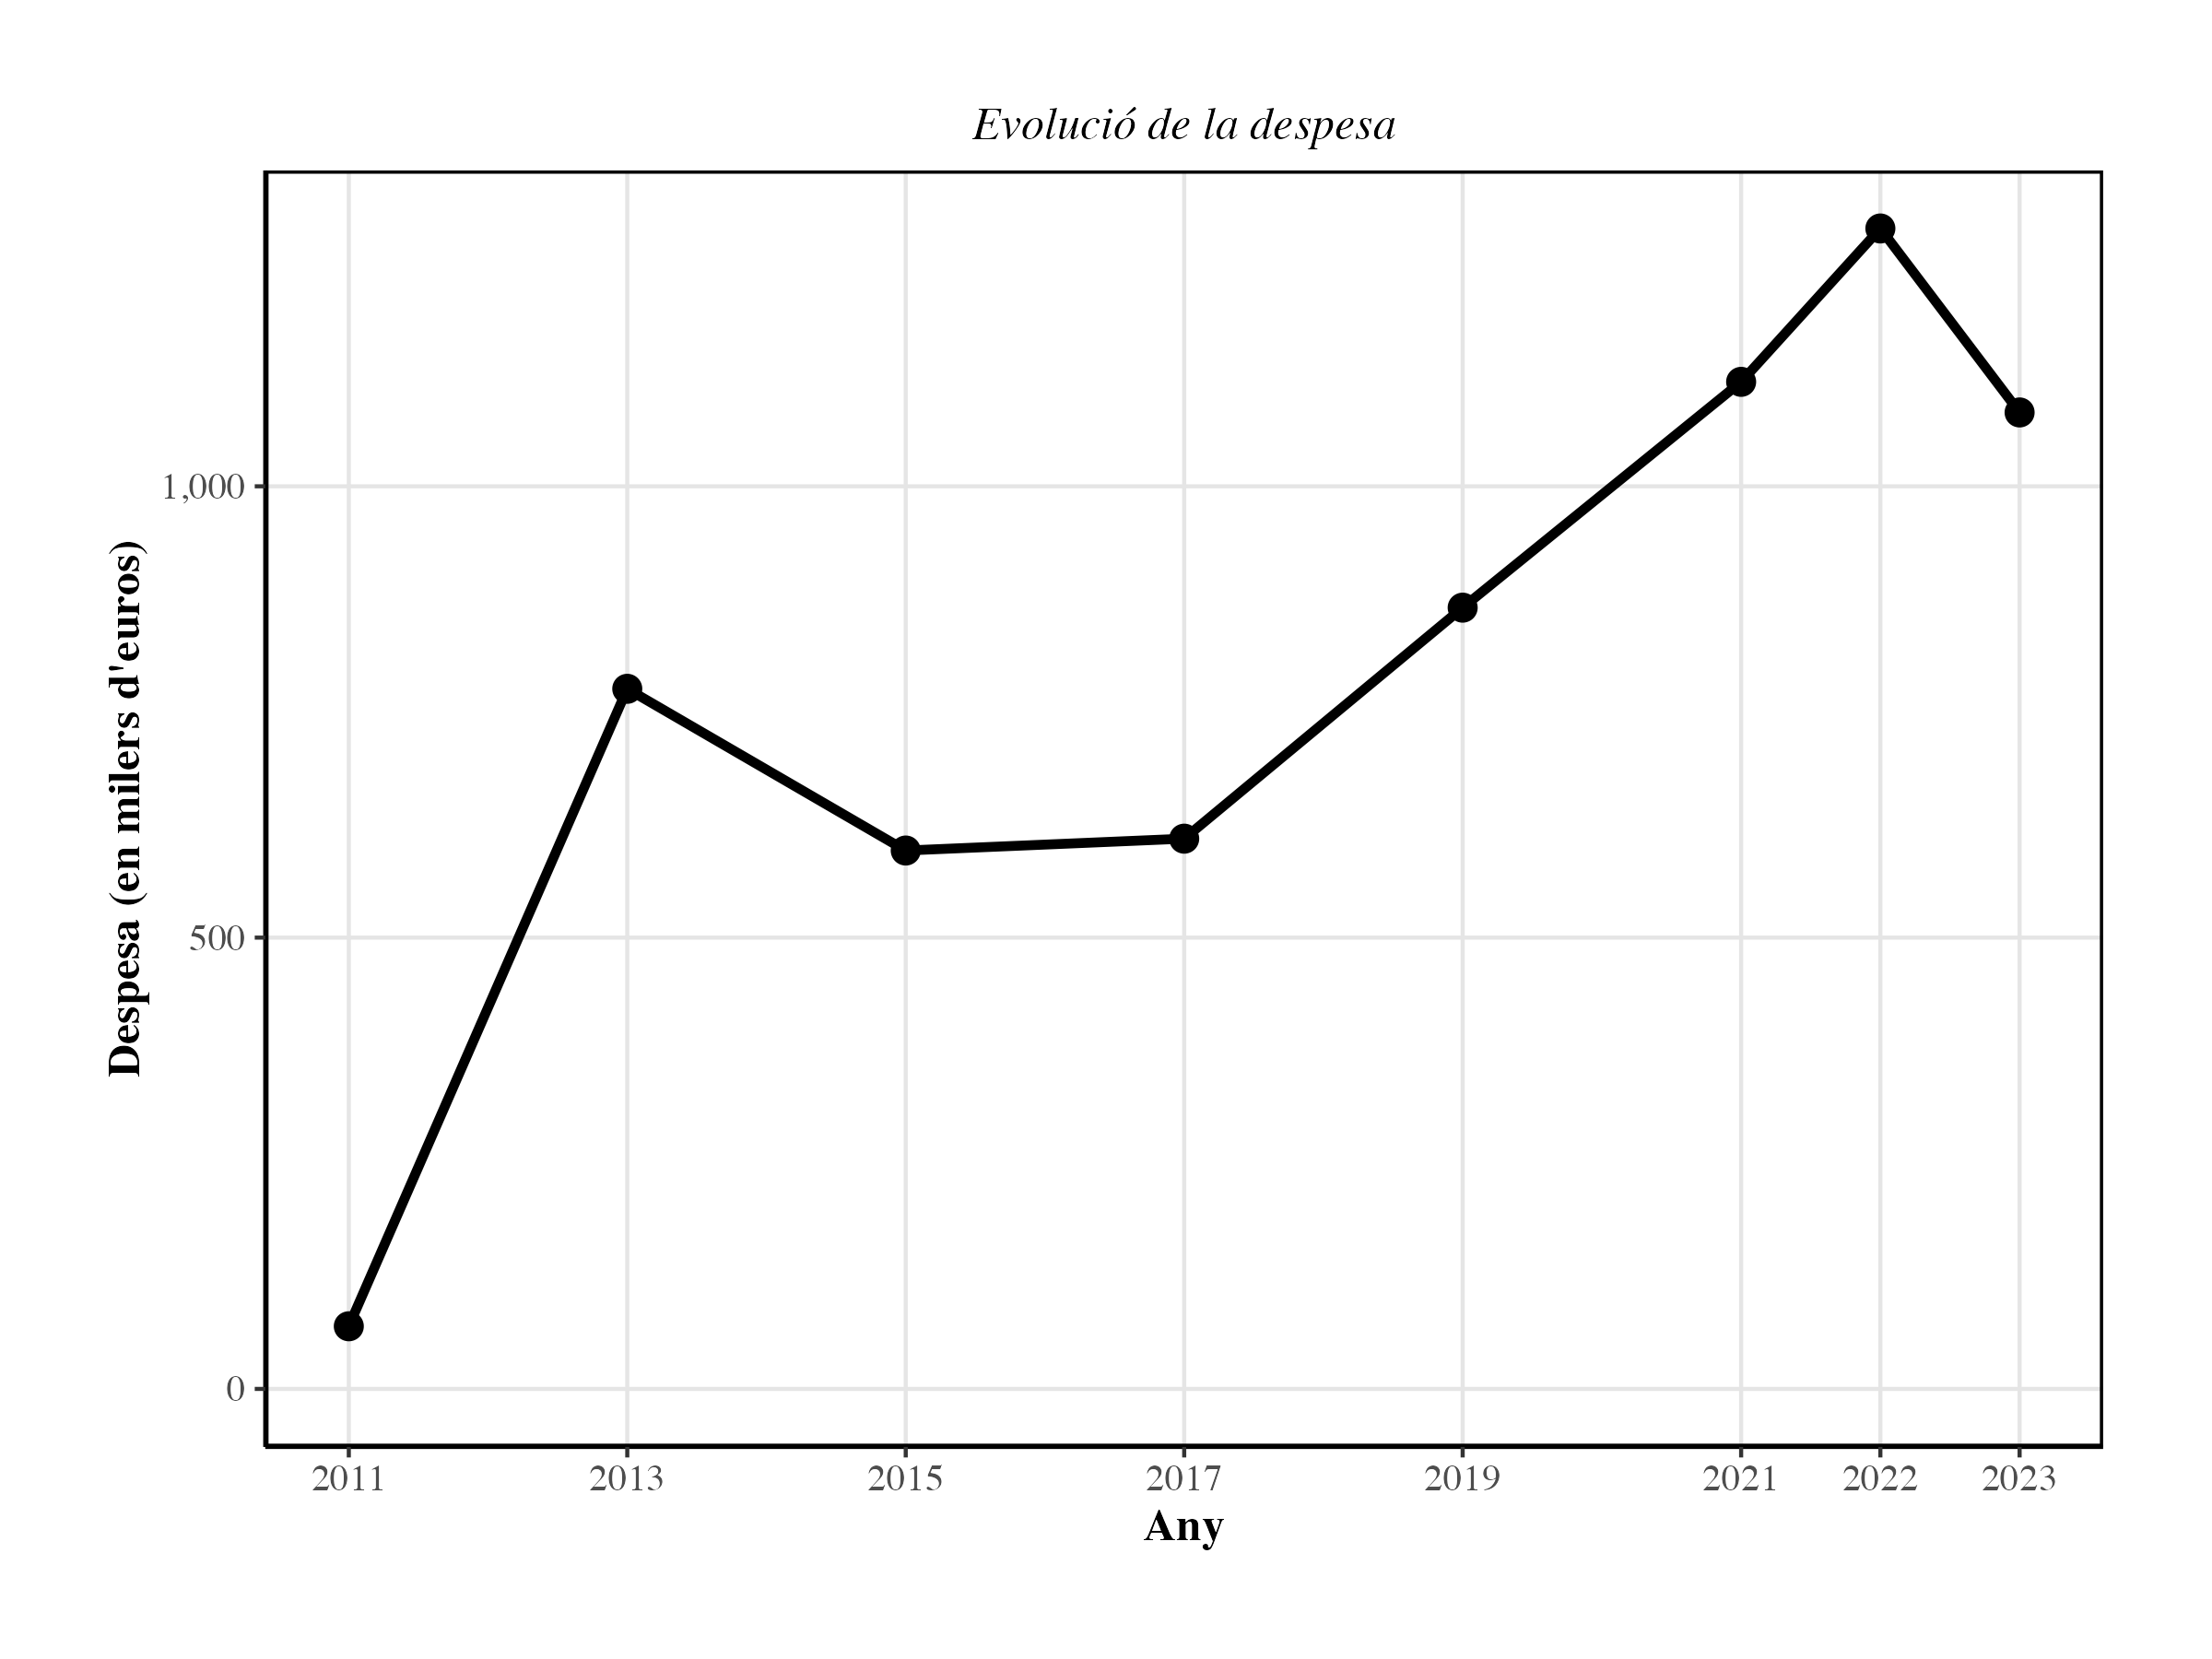 Evolució de la despesa
Despesa (en milers d'euros)
1,000
500
0
2011 2013 2015 2017 2019 2021 2022 2023
Any